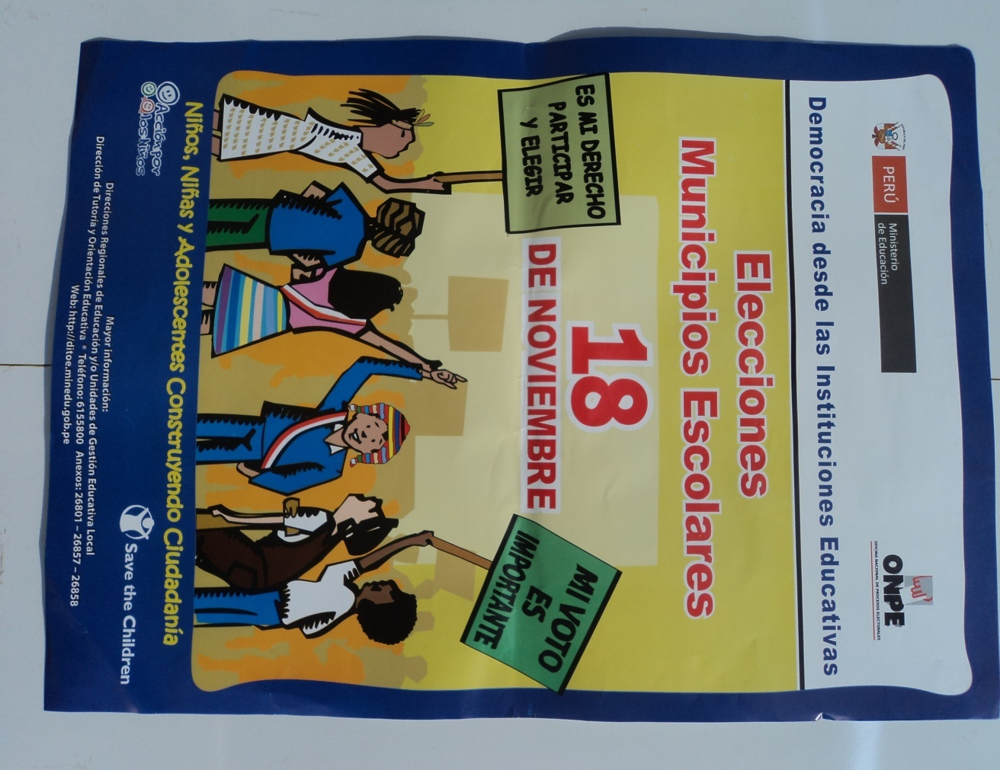 PERÚ
Ministerio
de Educación
ONPE
OFICINA NACIONAL DE PROCESOS ELECTORALES
Democracia desde las Instituciones Educativas
Elecciones
Municipios Escolares
18
DE NOVIEMBRE
ES MI DERECHO
PARTICIPAR
Y ELEGIR
MI VOTO
ES
IMPORTANTE
Niños, Niñas y Adolescentes Construyendo Ciudadanía
Acción por
los Niños
Save the Children
Mayor información:
Direcciones Regionales de Educación y/o Unidades de Gestión Educativa Local
Dirección de Tutoría y Orientación Educativa * Teléfono: 6155800 Anexos: 26801 – 26857 – 26858
Web: http://ditoe.minedu.gob.pe